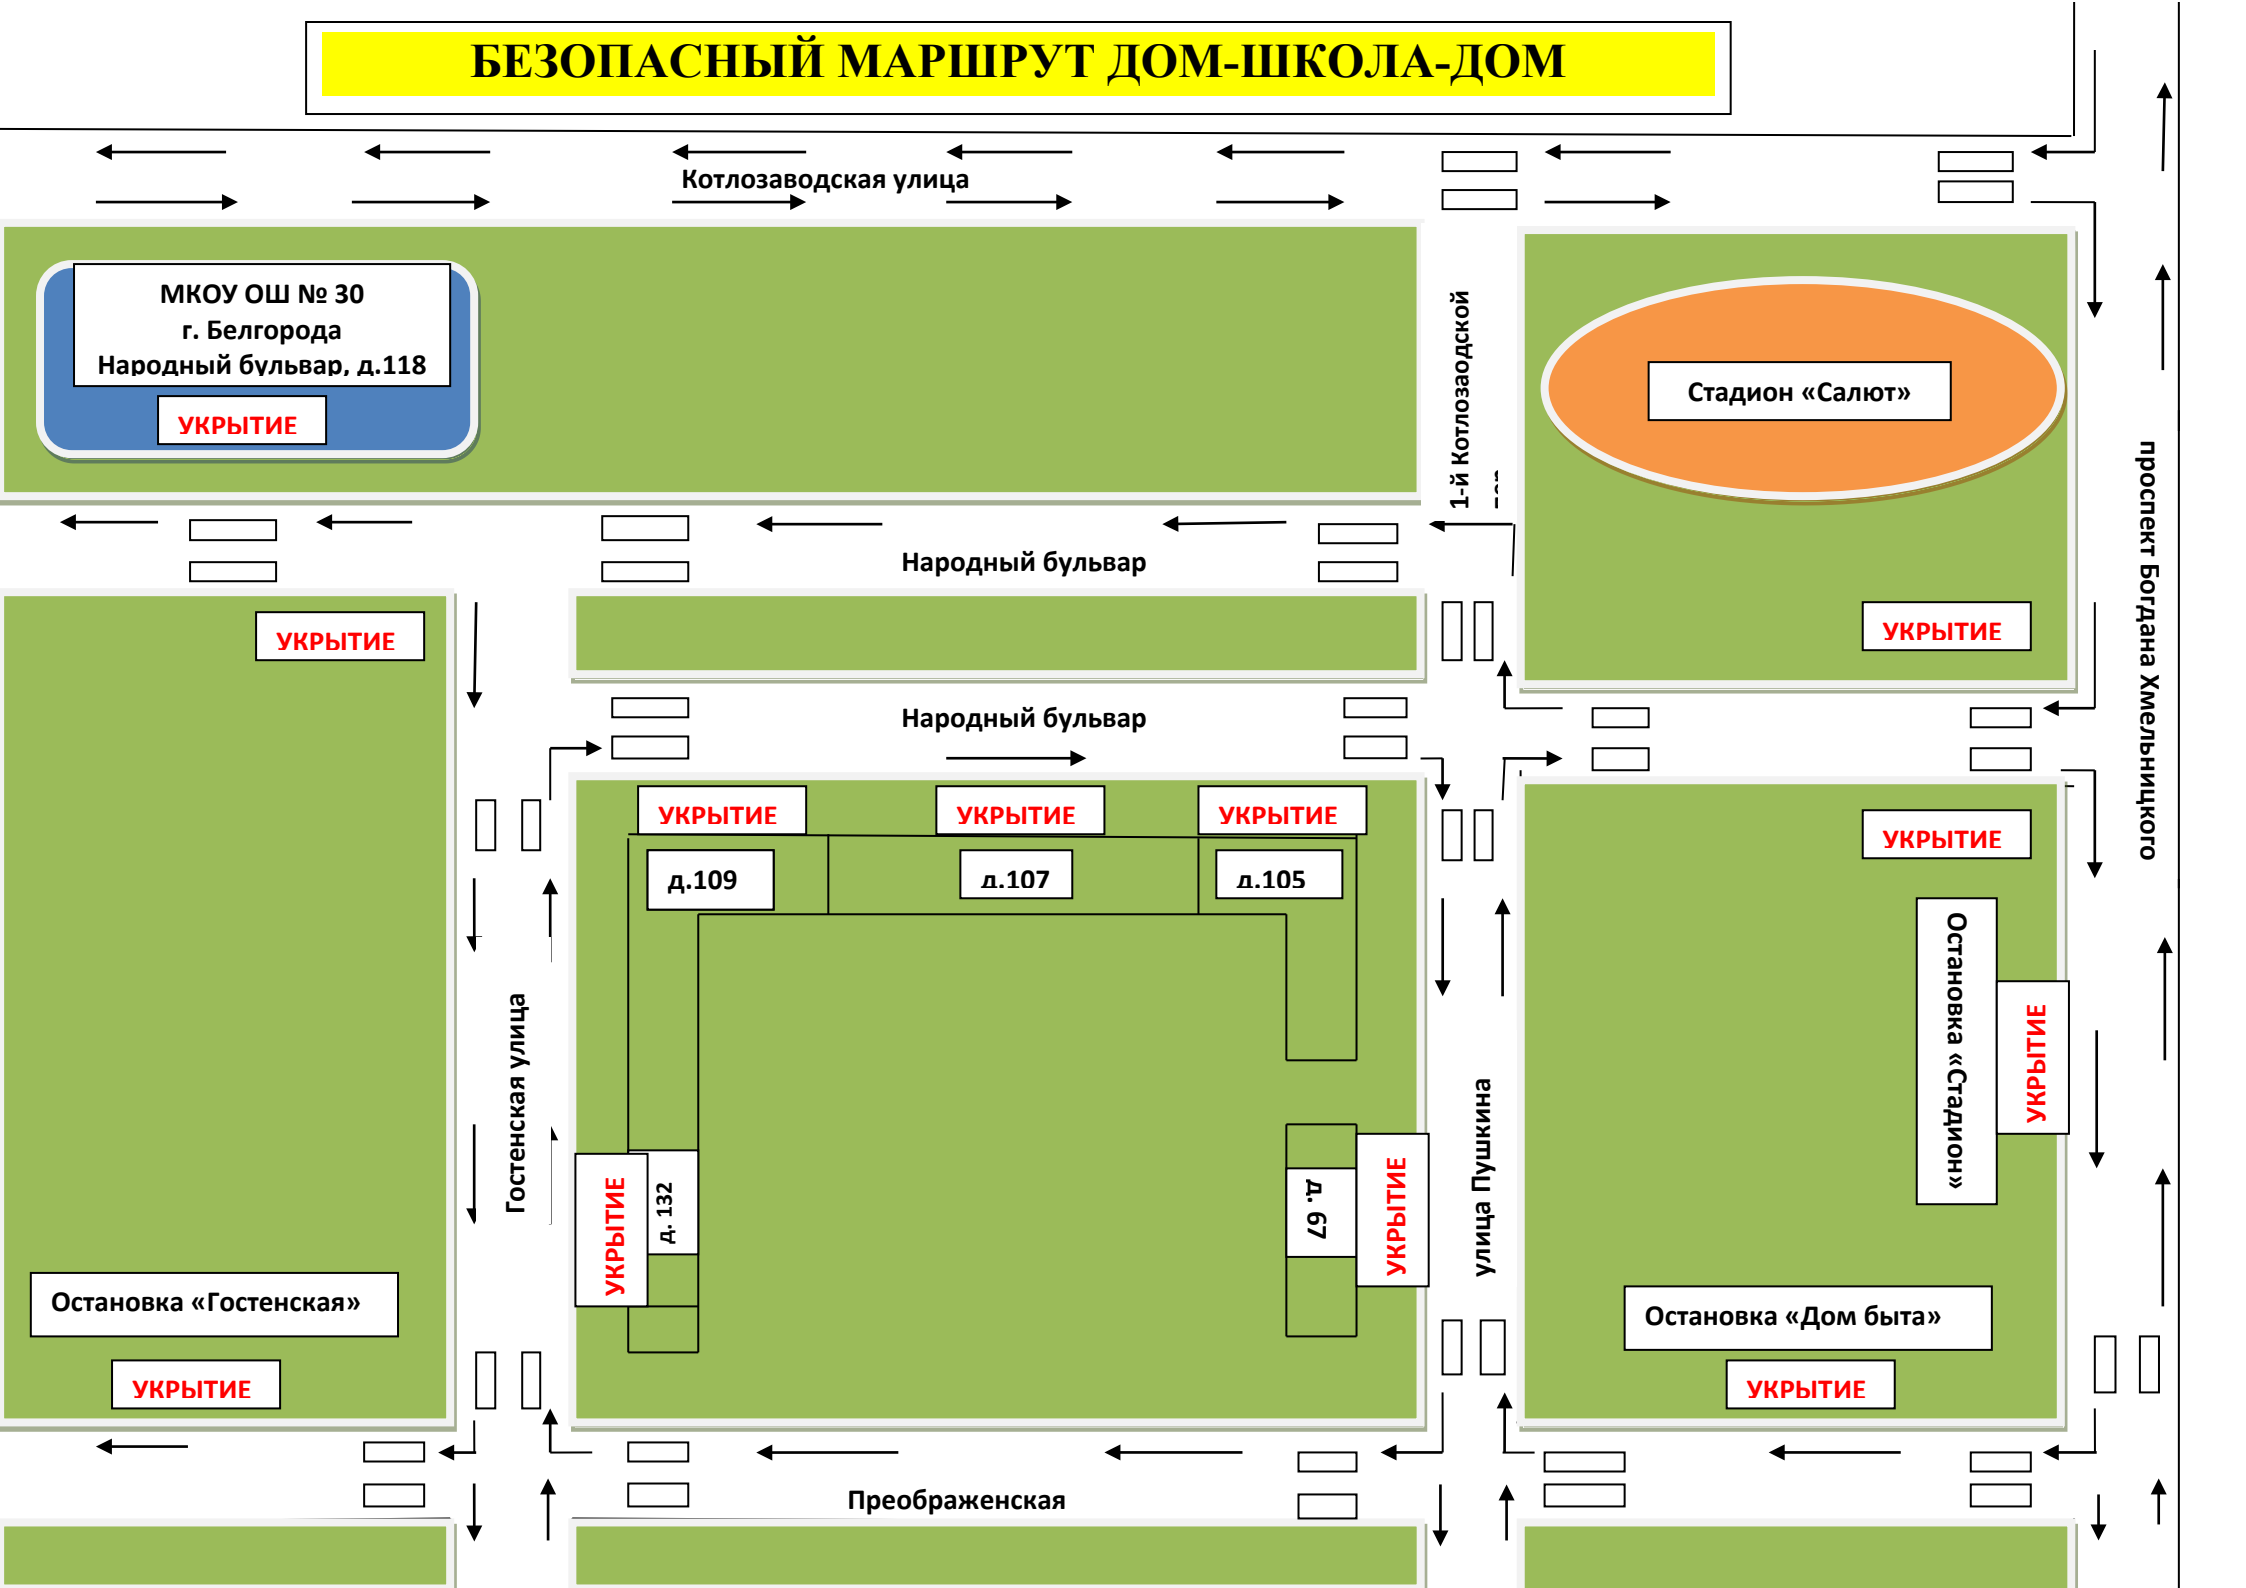 БЕЗОПАСНЫЙ МАРШРУТ ДОМ-ШКОЛА-ДОМ
Котлозаводская улица
МКОУ ОШ № 30
г. Белгорода
Народный бульвар, д.118
УКРЫТИЕ
1-й Котлозаодской
Стадион «Салют»
проспект Богдана Хмельницкого
Народный бульвар
УКРЫТИЕ
УКРЫТИЕ
Народный бульвар
УКРЫТИЕ
УКРЫТИЕ
УКРЫТИЕ
УКРЫТИЕ
д.109
д.107
д.105
Остановка «Стадион»
УКРЫТИЕ
Гостенская улица
УКРЫТИЕ
д. 132
д. 67
УКРЫТИЕ
улица Пушкина
Остановка «Гостенская»
УКРЫТИЕ
Остановка «Дом быта»
УКРЫТИЕ
Преображенская